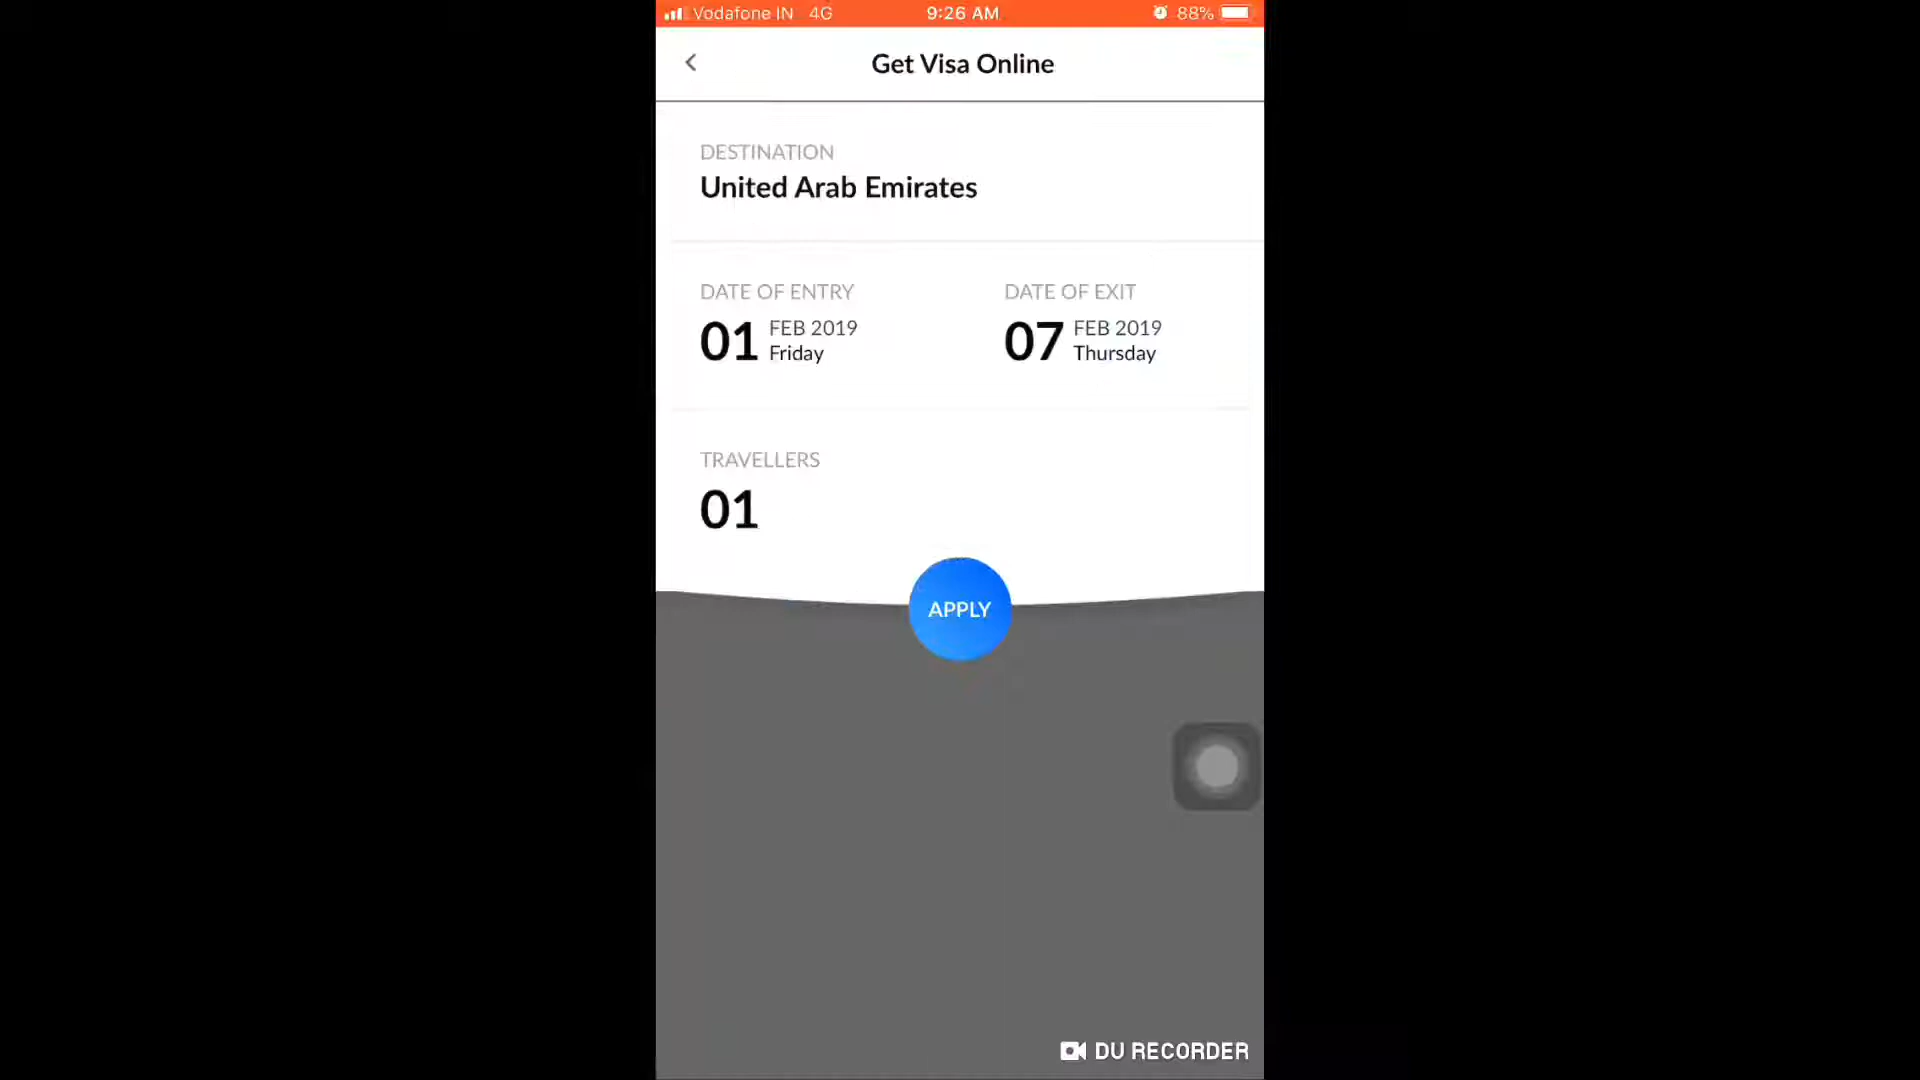 Vodafone IN 4G 9:26 AM 88%
Get Visa Online
DESTINATION
United Arab Emirates
DATE OF ENTRY DATE OF EXIT
01 FEB 2019 Friday 07 FEB 2019 Thursday
TRAVELLERS
01
APPLY
DU RECORDER